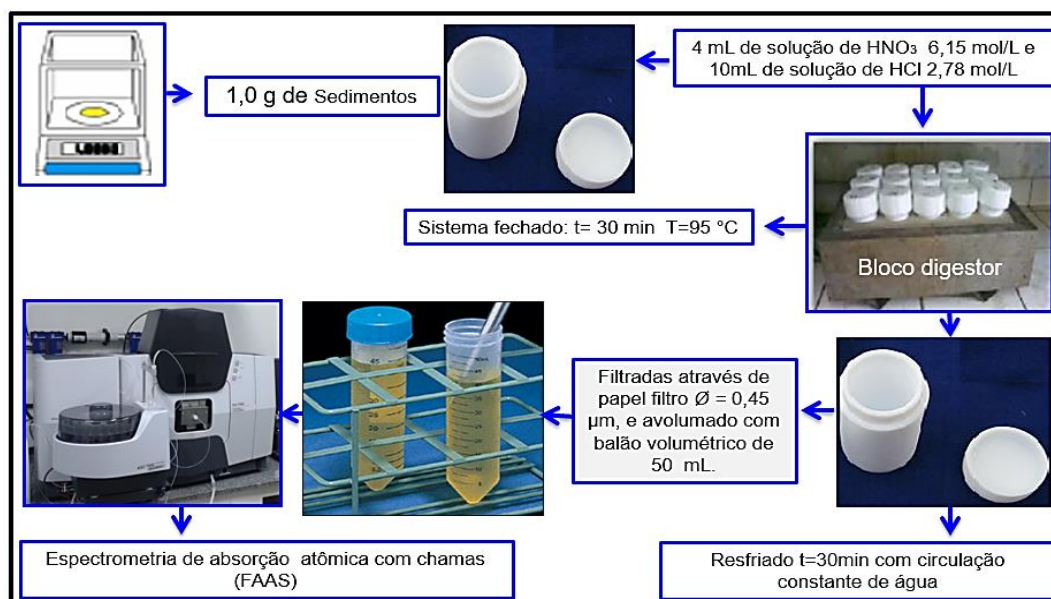 1,0 g de Sedimentos
4 mL de solução de HNO₃ 6,15 mol/L e
10mL de solução de HCl 2,78 mol/L
Sistema fechado: t= 30 min T=95 °C
Bloco digestor
Filtradas através de
papel filtro Ø = 0,45
µm, e avolumado com
balão volumétrico de
50 mL.
Espectrometria de absorção atômica com chamas
(FAAS)
Resfriado t=30min com circulação
constante de água